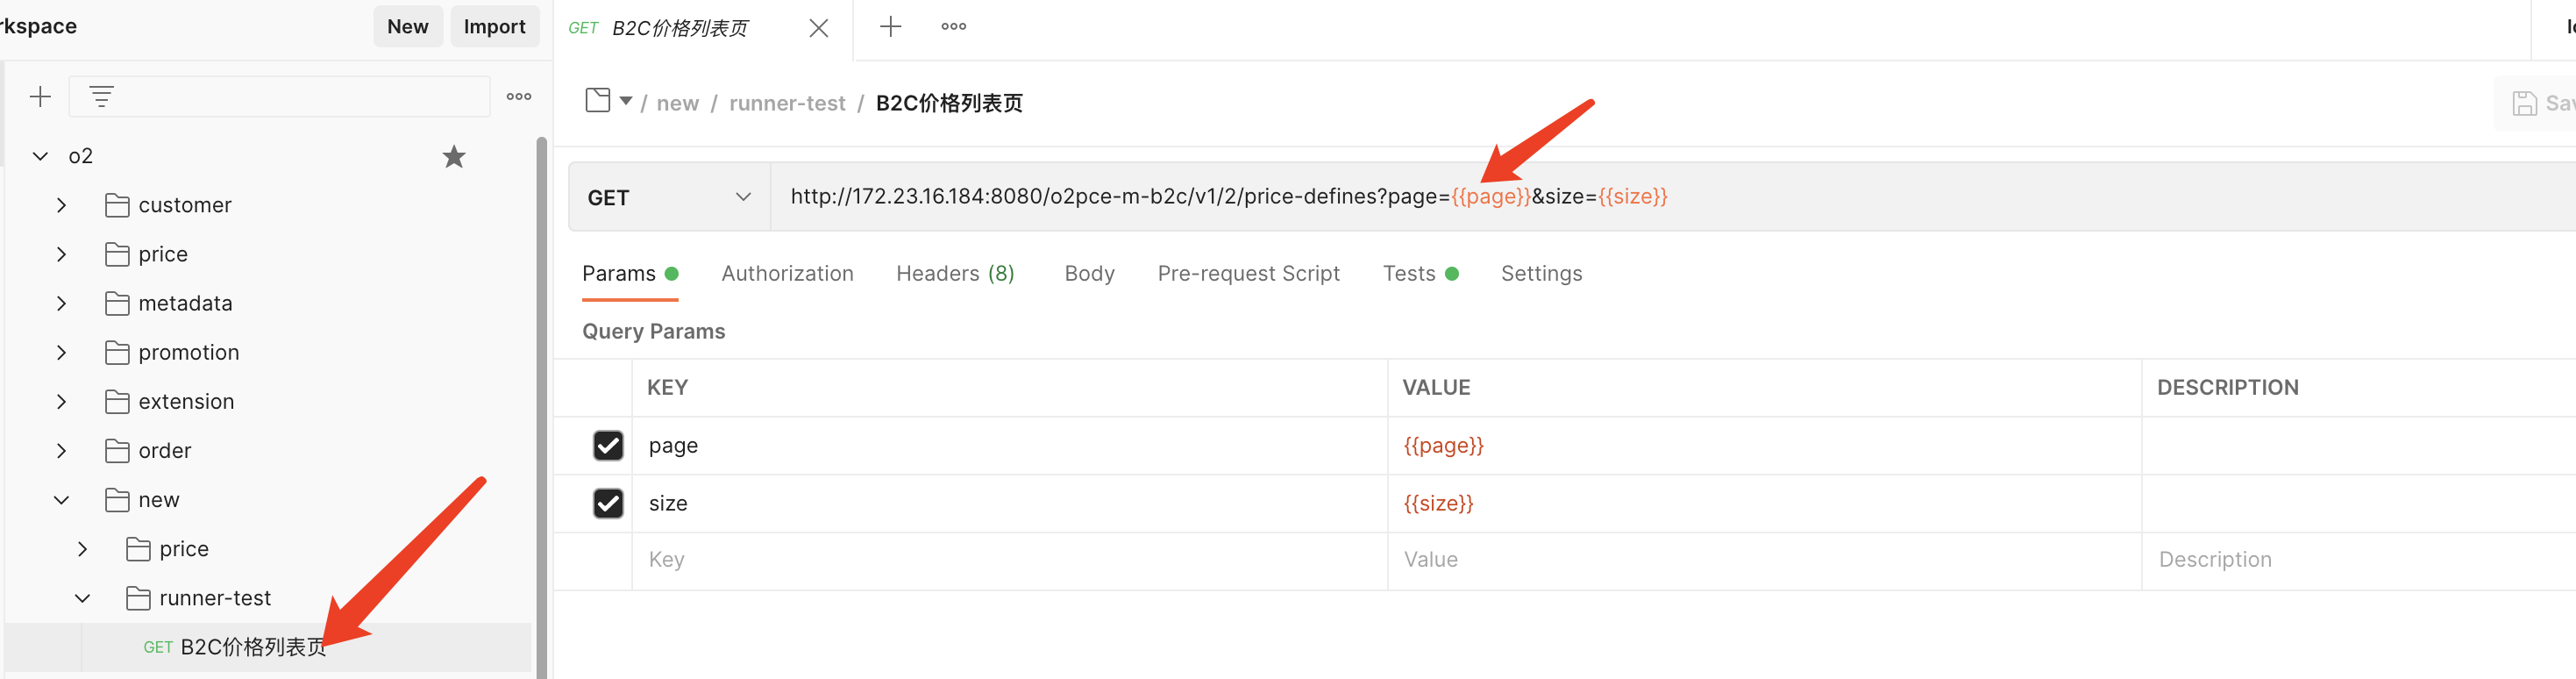 rkspace
New
Import
GET B2C价格列表页
o2
customer
price
metadata
promotion
extension
order
new
price
runner-test
GET B2C价格列表页
/ new / runner-test / B2C价格列表页
GET
http://172.23.16.184:8080/o2pce-m-b2c/v1/2/price-defines?page={{page}}&size={{size}}
Params
Authorization
Headers (8)
Body
Pre-request Script
Tests
Settings
Query Params
KEY
VALUE
DESCRIPTION
page
{{page}}
size
{{size}}
Key
Value
Description